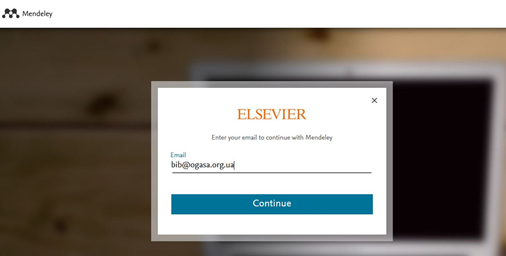 Mendeley
ELSEVIER
Enter your email to continue with Mendeley
Email
bib@ogasa.org.ua
Continue